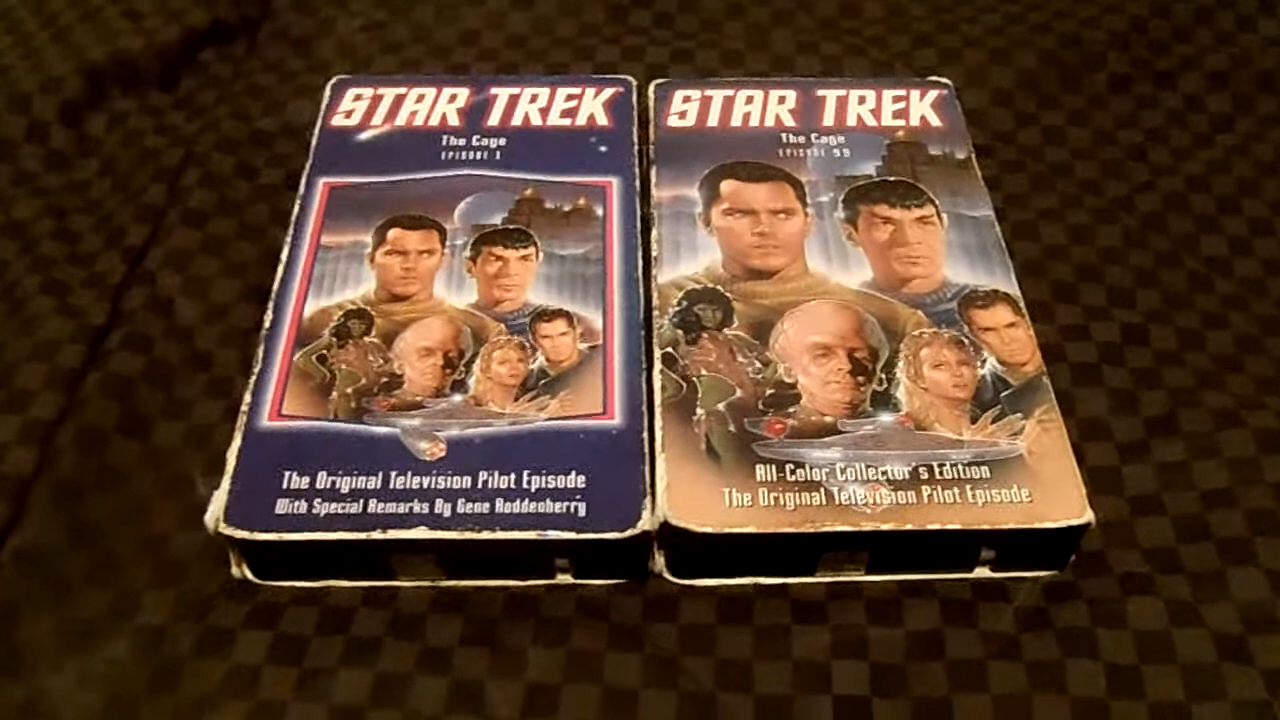 STAR TREK
The Cage
EPISODE 1
The Original Television Pilot Episode
With Special Remarks By Gene Roddenberry
STAR TREK
The Cage
EPISODE 99
All-Color Collector's Edition
The Original Television Pilot Episode